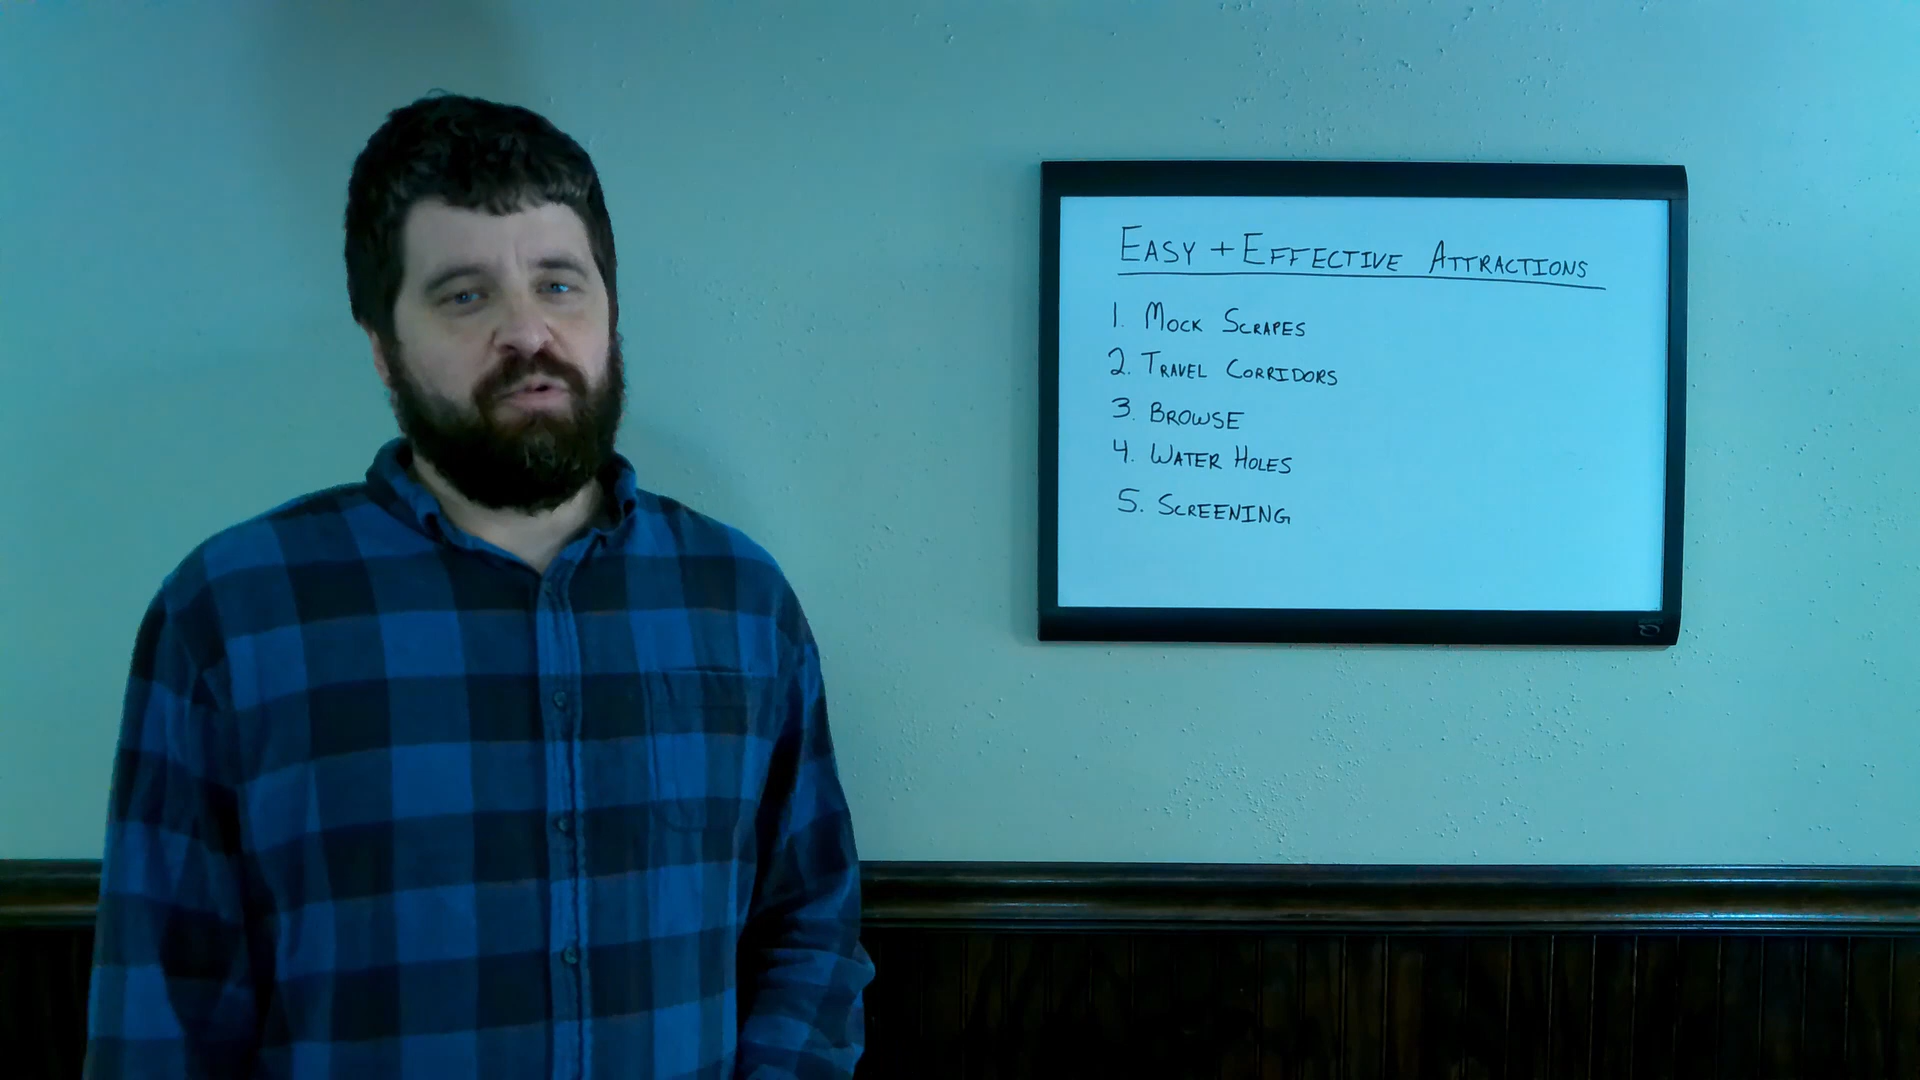 EASY + EFFECTIVE ATTRACTIONS
1. MOCK SCRAPES
2. TRAVEL CORRIDORS
3. BROWSE
4. WATER HOLES
5. SCREENING